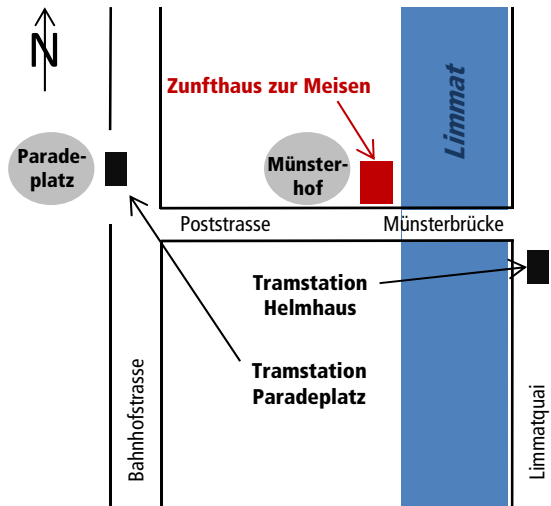 N
Zunfthaus zur Meisen
Limmat
Parade-
platz
Münster-
hof
Poststrasse
Münsterbrücke
Tramstation
Helmhaus
Tramstation
Paradeplatz
Bahnhofstrasse
Limmatquai